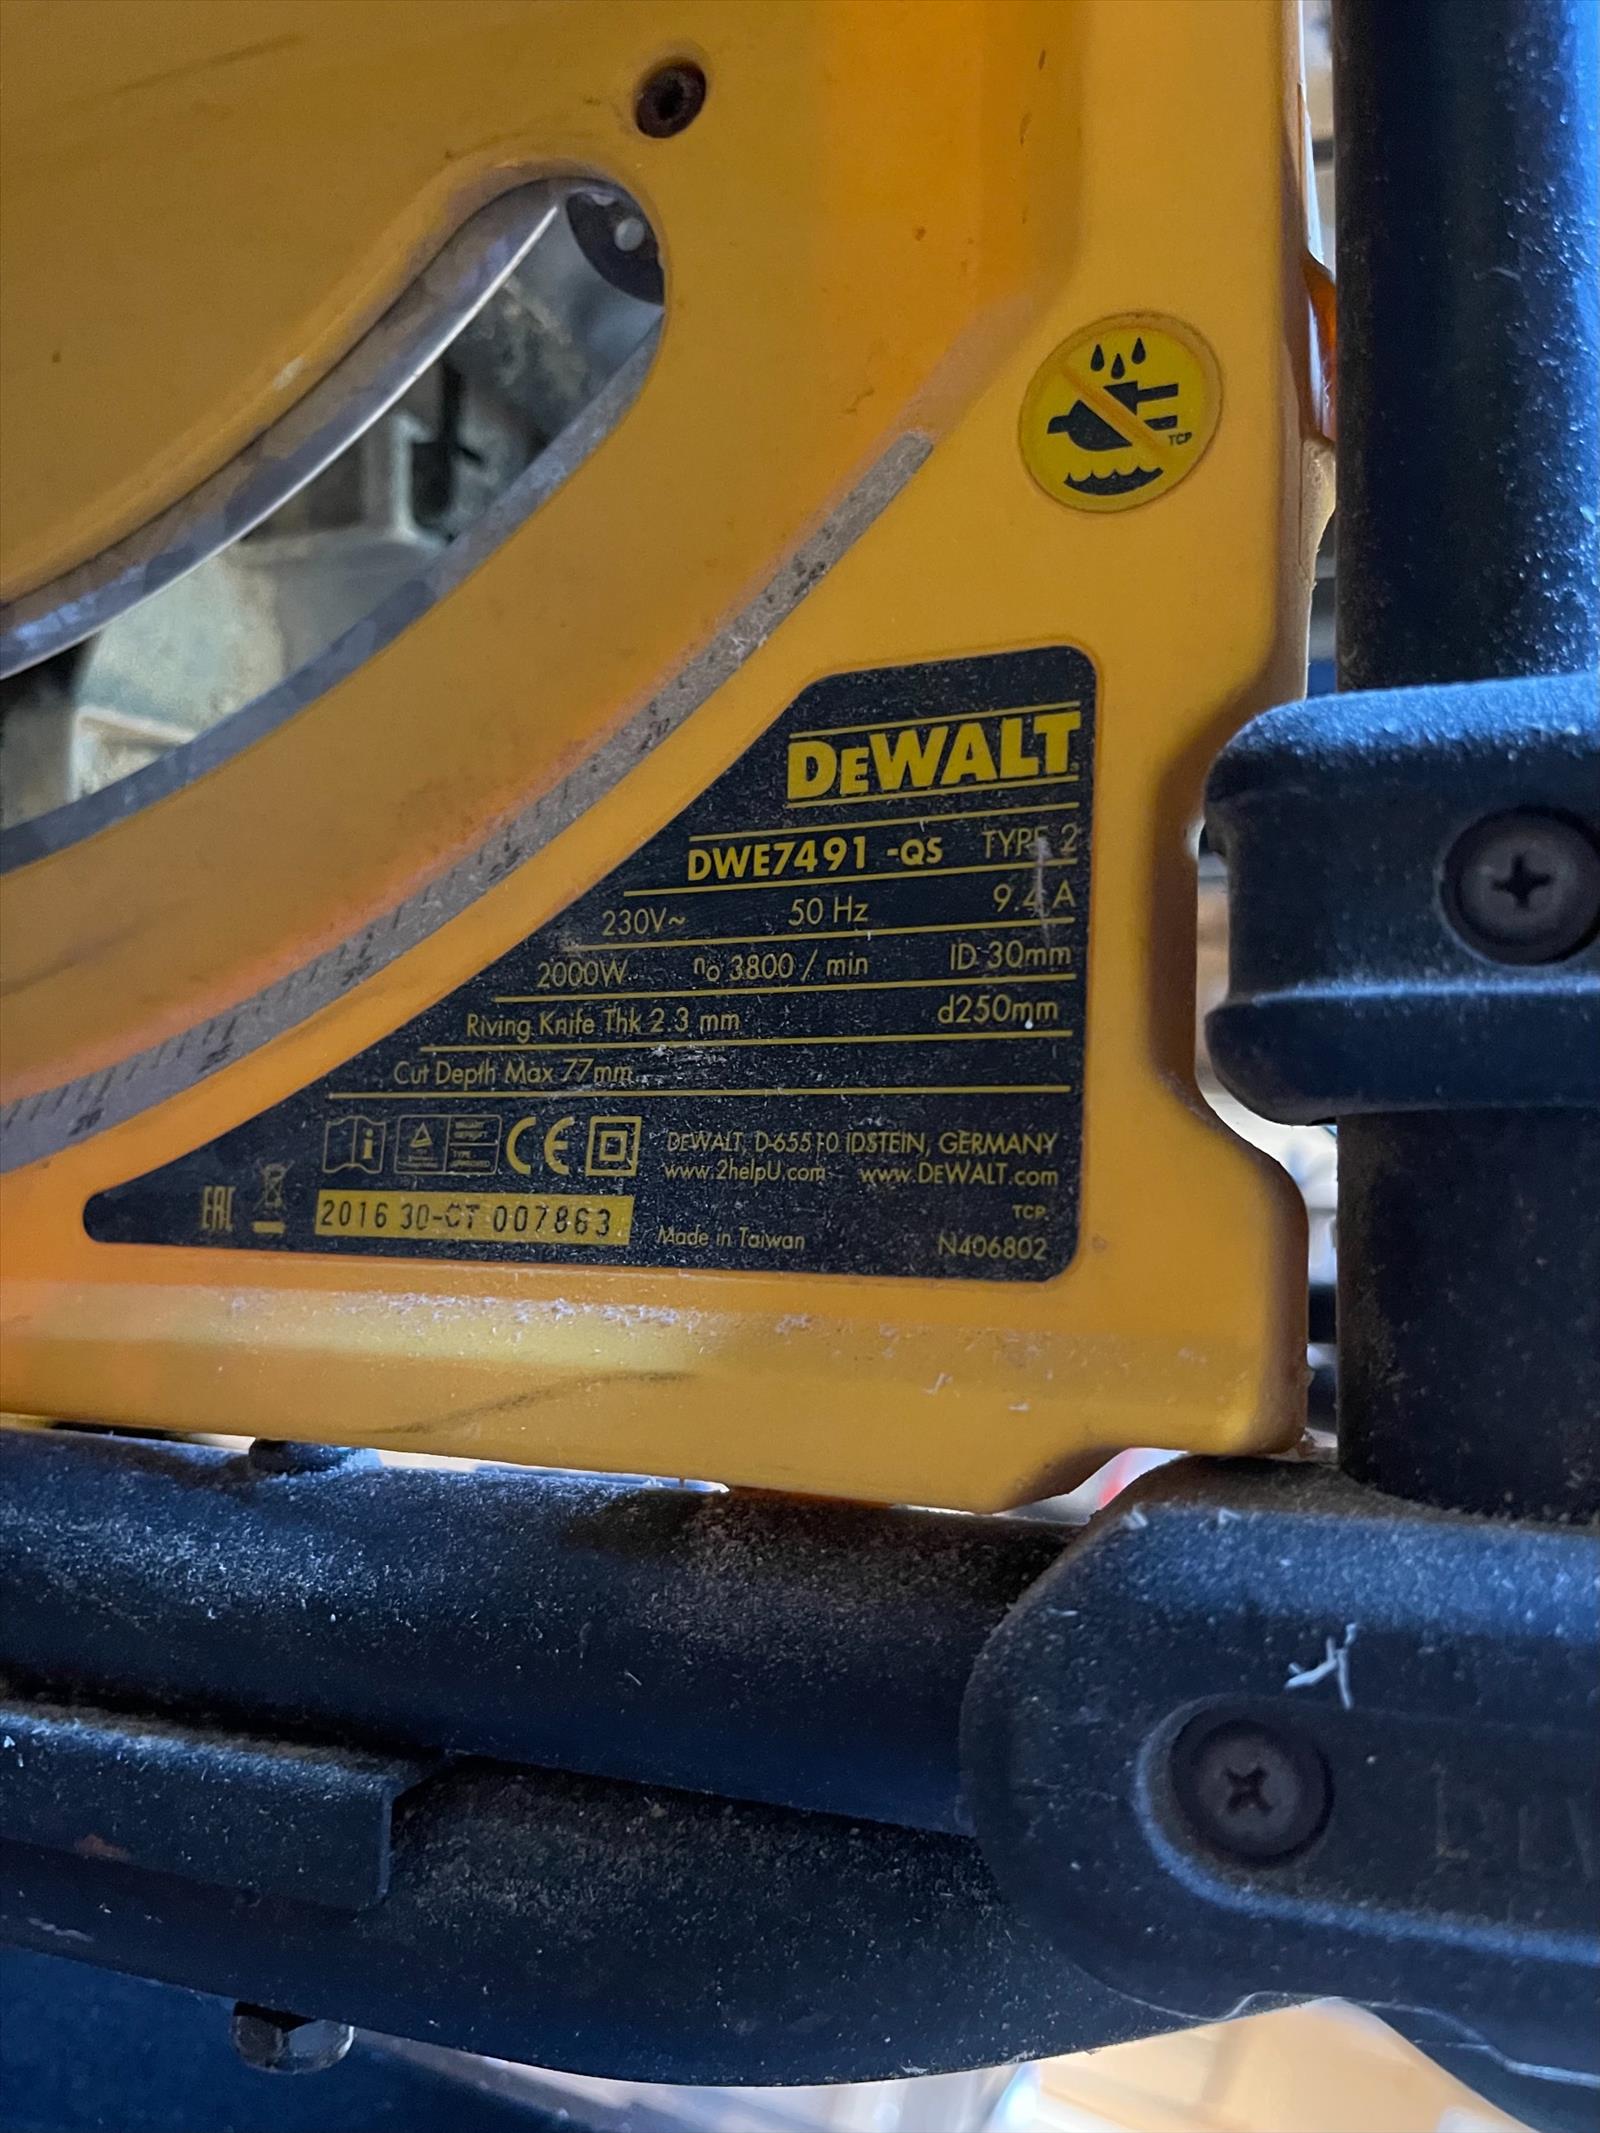 TCP
DEWALT
DWE7491 -QS TYPE 2
230V~ 50 Hz 9.4 A
2000W n₀ 3800 / min ID 30mm
Riving Knife Thk 2.3 mm d250mm
Cut Depth Max 77mm
DEWALT, D-65510 IDSTEIN, GERMANY
www.2helpU.com www.DEWALT.com
TCP
EAC 2016 30-CT 007863 Made in Taiwan N406802